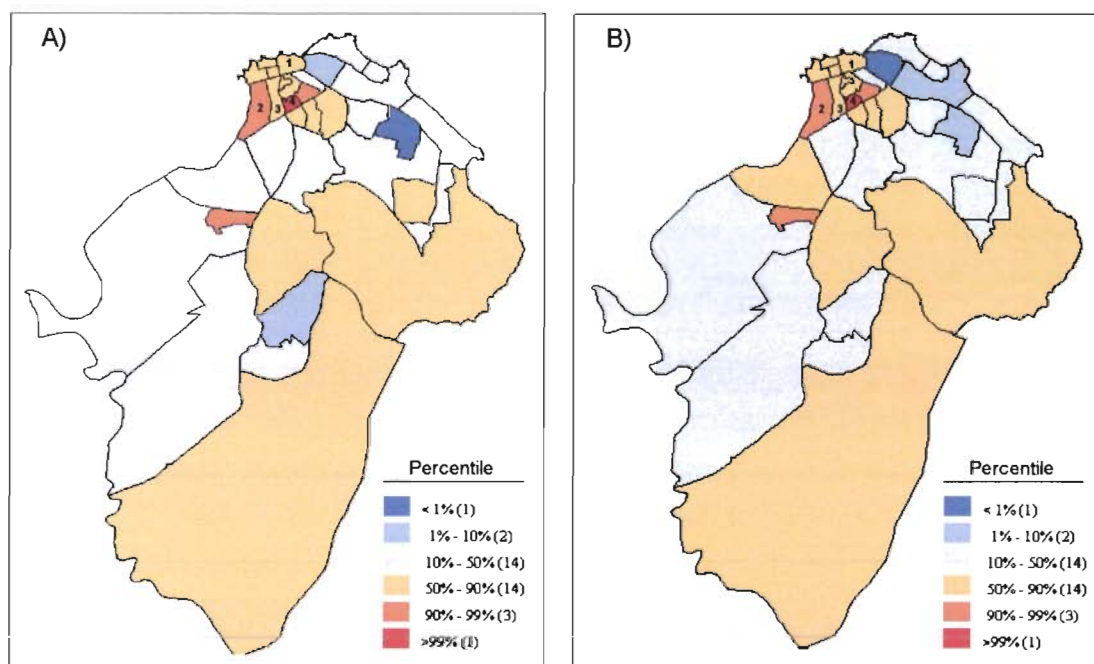 A)
1
2
3
4
Percentile
< 1% (1)
1% - 10% (2)
10% - 50% (14)
50% - 90% (14)
90% - 99% (3)
>99% (1)
B)
1
2
3
4
Percentile
< 1% (1)
1% - 10% (2)
10% - 50% (14)
50% - 90% (14)
90% - 99% (3)
>99% (1)